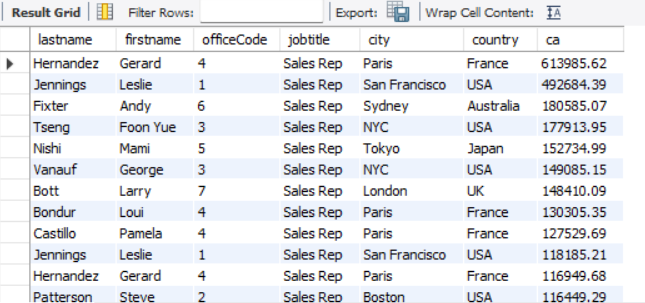 Result Grid Filter Rows: Export: Wrap Cell Content: IA
lastname firstname officeCode jobtitle city country ca
Hernandez Gerard 4 Sales Rep Paris France 613985.62
Jennings Leslie 1 Sales Rep San Francisco USA 492684.39
Fixter Andy 6 Sales Rep Sydney Australia 180585.07
Tseng Foon Yue 3 Sales Rep NYC USA 177913.95
Nishi Mami 5 Sales Rep Tokyo Japan 152734.99
Vanauf George 3 Sales Rep NYC USA 149085.15
Bott Larry 7 Sales Rep London UK 148410.09
Bondur Loui 4 Sales Rep Paris France 130305.35
Castillo Pamela 4 Sales Rep Paris France 127529.69
Jennings Leslie 1 Sales Rep San Francisco USA 118185.21
Hernandez Gerard 4 Sales Rep Paris France 116949.68
Patterson Steve 2 Sales Rep Boston USA 116449.29